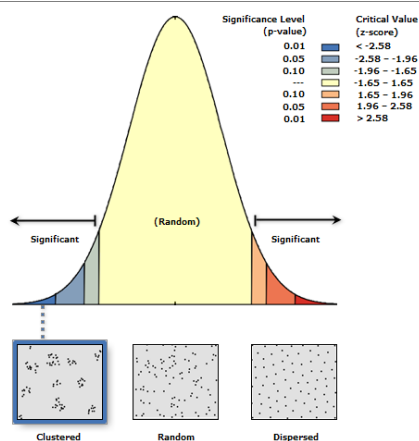 Significance Level Critical Value
(p-value) (z-score)
0.01 < -2.58
0.05 -2.58 – -1.96
0.10 -1.96 – -1.65
--- -1.65 – 1.65
0.10 1.65 – 1.96
0.05 1.96 – 2.58
0.01 > 2.58
(Random)
Significant Significant
Clustered Random Dispersed